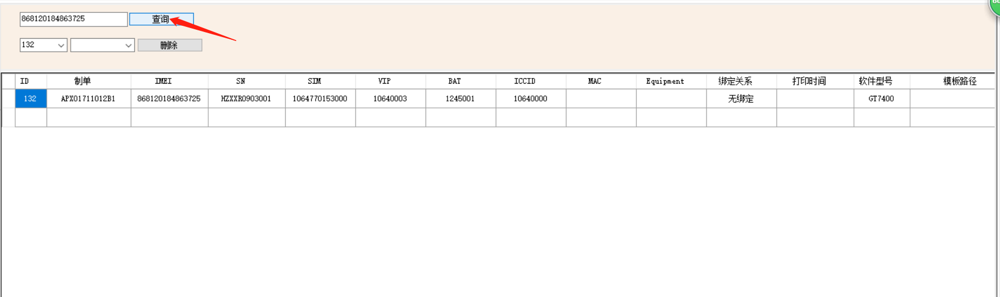 868120184863725 查询
132 删除
ID 制单 IMEI SN SIM VIP BAT ICCID MAC Equipment 绑定关系 打印时间 软件型号 模板路径
132 APX01711012B1 868120184863725 HZXXR0903001 1064770153000 10640003 1245001 10640000 无绑定 GT7400